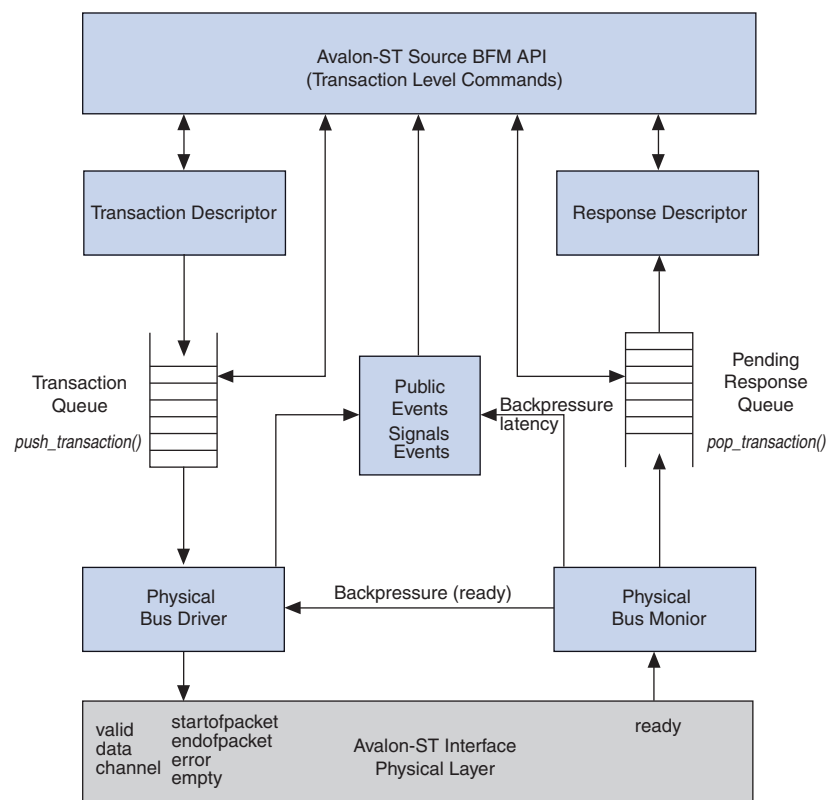 Avalon-ST Source BFM API
(Transaction Level Commands)
Transaction Descriptor
Response Descriptor
Transaction
Queue
push_transaction()
Public
Events
Signals
Events
Backpressure
latency
Pending
Response
Queue
pop_transaction()
Physical
Bus Driver
Backpressure (ready)
Physical
Bus Monior
valid
data
channel
startofpacket
endofpacket
error
empty
Avalon-ST Interface
Physical Layer
ready